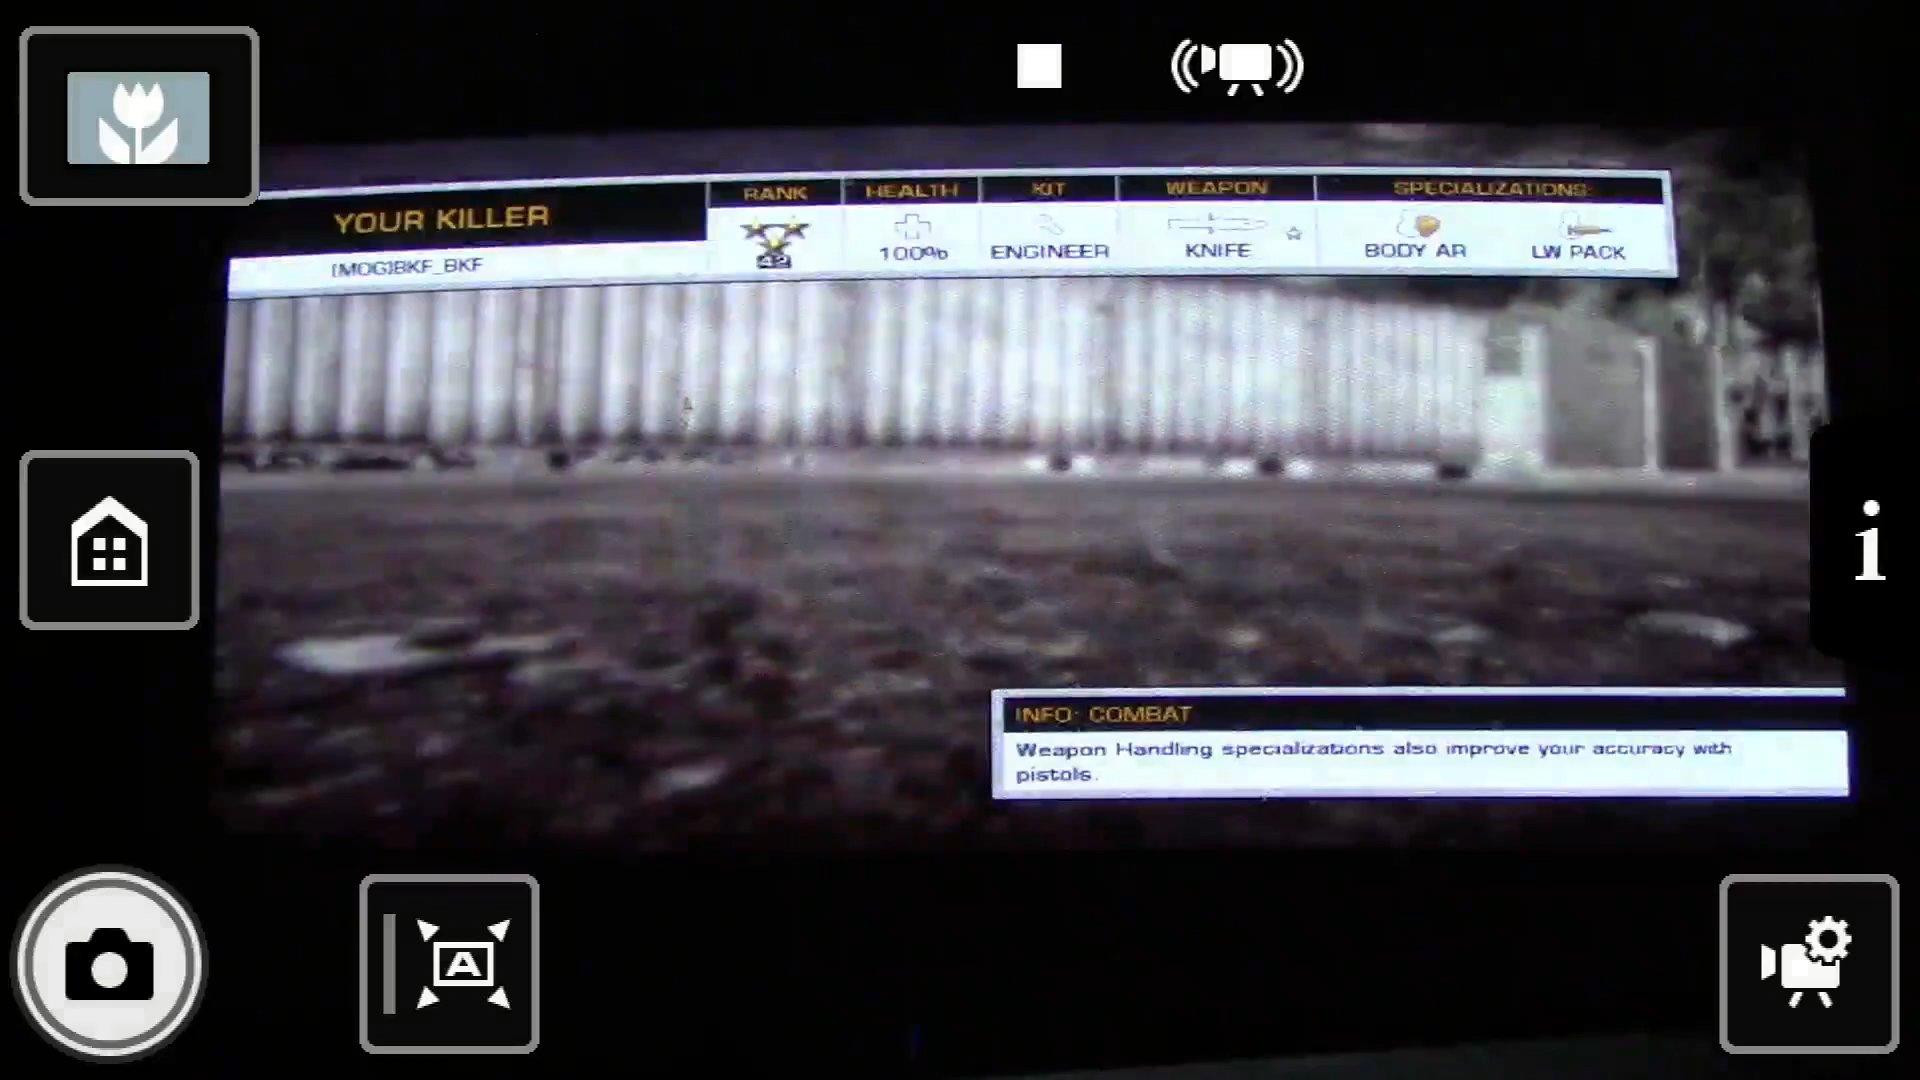 RANK HEALTH KIT WEAPON SPECIALIZATIONS:
YOUR KILLER
42 100% ENGINEER KNIFE BODY AR LW PACK
[MOG]BKF_BKF
INFO: COMBAT
Weapon Handling specializations also improve your accuracy with
pistols.
A
i